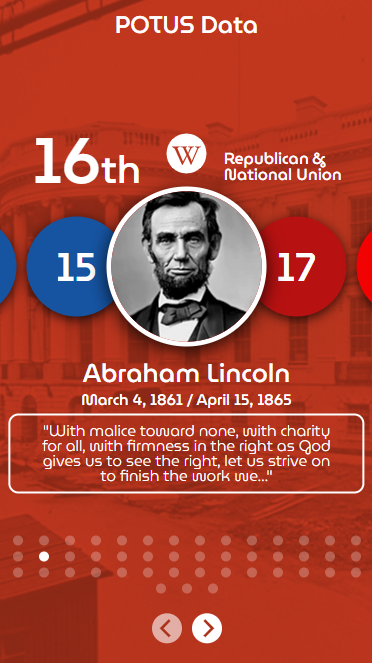 POTUS Data
16th
W
Republican &
National Union
15
17
Abraham Lincoln
March 4, 1861 / April 15, 1865
"With malice toward none, with charity
for all, with firmness in the right as God
gives us to see the right, let us strive on
to finish the work we..."